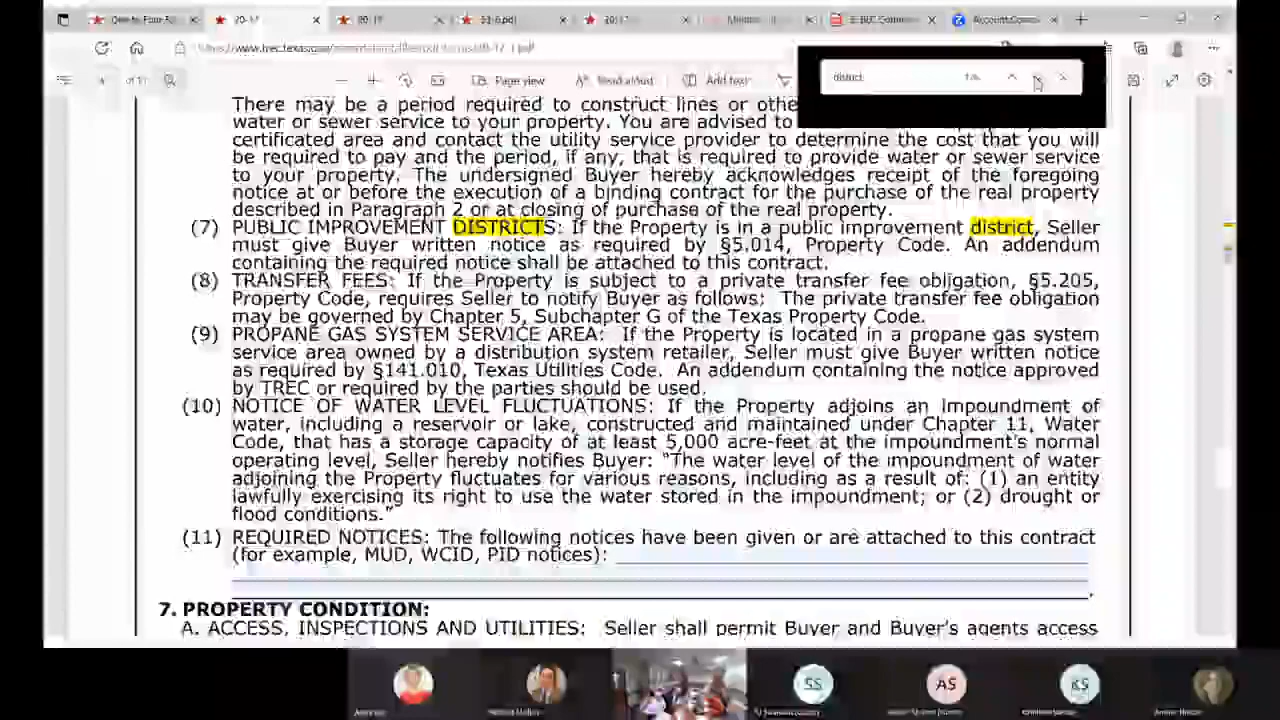 20-17
53-0.pdf
2017
of 11
Page view
Read aloud
Add text
district
There may be a period required to construct lines or othe
water or sewer service to your property. You are advised to
certificated area and contact the utility service provider to determine the cost that you will
be required to pay and the period, if any, that is required to provide water or sewer service
to your property. The undersigned Buyer hereby acknowledges receipt of the foregoing
notice at or before the execution of a binding contract for the purchase of the real property
described in Paragraph 2 or at closing of purchase of the real property.
(7) PUBLIC IMPROVEMENT DISTRICTS: If the Property is in a public improvement district, Seller
must give Buyer written notice as required by §5.014, Property Code. An addendum
containing the required notice shall be attached to this contract.
(8) TRANSFER FEES: If the Property is subject to a private transfer fee obligation, §5.205,
Property Code, requires Seller to notify Buyer as follows: The private transfer fee obligation
may be governed by Chapter 5, Subchapter G of the Texas Property Code.
(9) PROPANE GAS SYSTEM SERVICE AREA: If the Property is located in a propane gas system
service area owned by a distribution system retailer, Seller must give Buyer written notice
as required by §141.010, Texas Utilities Code. An addendum containing the notice approved
by TREC or required by the parties should be used.
(10) NOTICE OF WATER LEVEL FLUCTUATIONS: If the Property adjoins an impoundment of
water, including a reservoir or lake, constructed and maintained under Chapter 11, Water
Code, that has a storage capacity of at least 5,000 acre-feet at the impoundment's normal
operating level, Seller hereby notifies Buyer: "The water level of the impoundment of water
adjoining the Property fluctuates for various reasons, including as a result of: (1) an entity
lawfully exercising its right to use the water stored in the impoundment; or (2) drought or
flood conditions."
(11) REQUIRED NOTICES: The following notices have been given or are attached to this contract
(for example, MUD, WCID, PID notices):
7. PROPERTY CONDITION:
A. ACCESS, INSPECTIONS AND UTILITIES: Seller shall permit Buyer and Buyer's agents access
SS
AS
KS